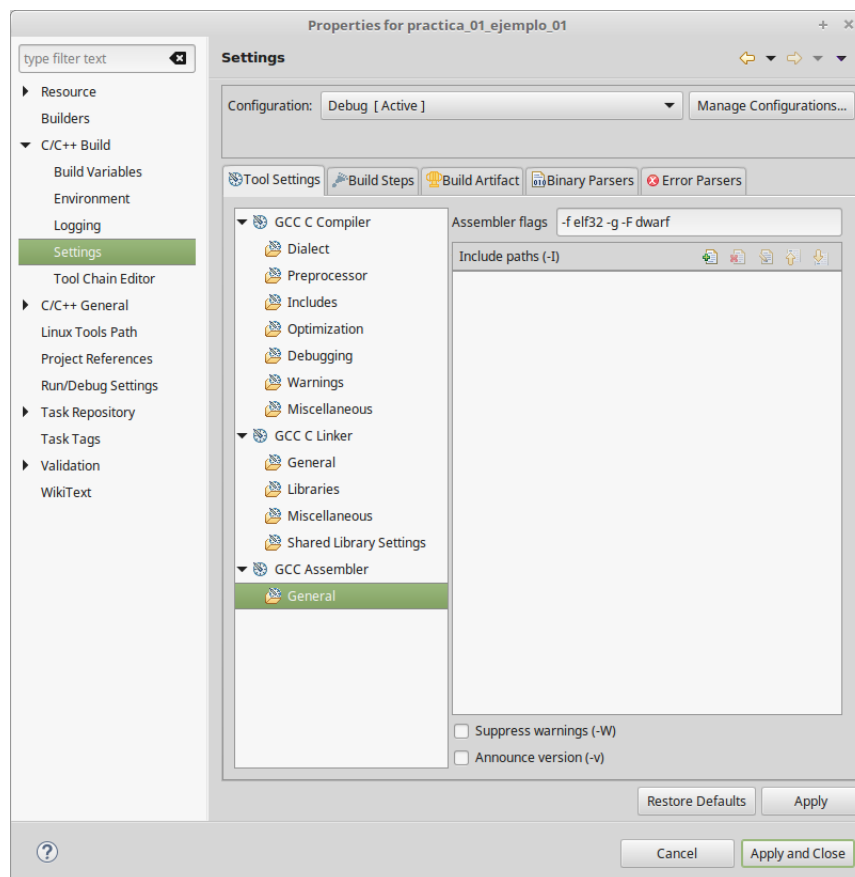 Properties for practica_01_ejemplo_01
type filter text
Settings
Resource
Builders
C/C++ Build
Build Variables
Environment
Logging
Settings
Tool Chain Editor
C/C++ General
Linux Tools Path
Project References
Run/Debug Settings
Task Repository
Task Tags
Validation
WikiText
Configuration: Debug [ Active ] Manage Configurations...
Tool Settings Build Steps Build Artifact Binary Parsers Error Parsers
GCC C Compiler
Dialect
Preprocessor
Includes
Optimization
Debugging
Warnings
Miscellaneous
GCC C Linker
General
Libraries
Miscellaneous
Shared Library Settings
GCC Assembler
General
Assembler flags -f elf32 -g -F dwarf
Include paths (-I)
Suppress warnings (-W)
Announce version (-v)
Restore Defaults Apply
Cancel Apply and Close